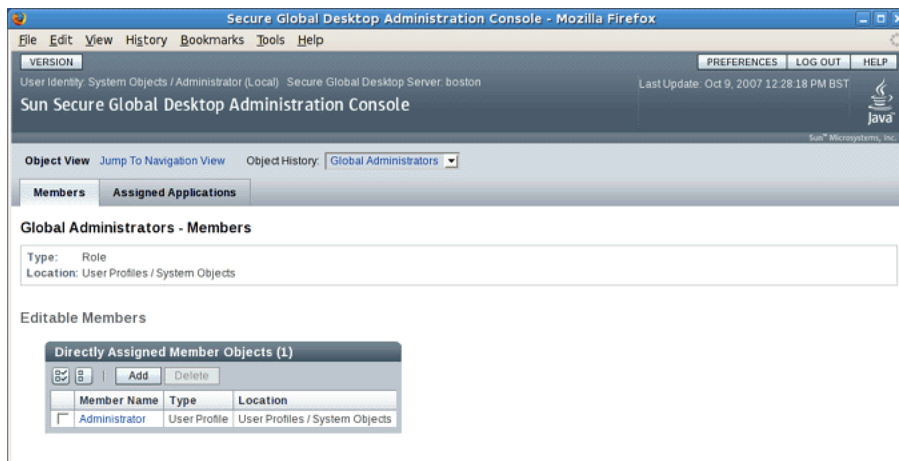 Secure Global Desktop Administration Console - Mozilla Firefox
File Edit View History Bookmarks Tools Help
VERSION PREFERENCES LOG OUT HELP
User Identity: System Objects / Administrator (Local) Secure Global Desktop Server: boston Last Update: Oct 9, 2007 12:28:18 PM BST
Sun Secure Global Desktop Administration Console
Java
Sun™ Microsystems, Inc.
Object View Jump To Navigation View Object History: Global Administrators
Members Assigned Applications
Global Administrators - Members
Type: Role
Location: User Profiles / System Objects
Editable Members
Directly Assigned Member Objects (1)
Add Delete
Member Name Type Location
Administrator User Profile User Profiles / System Objects